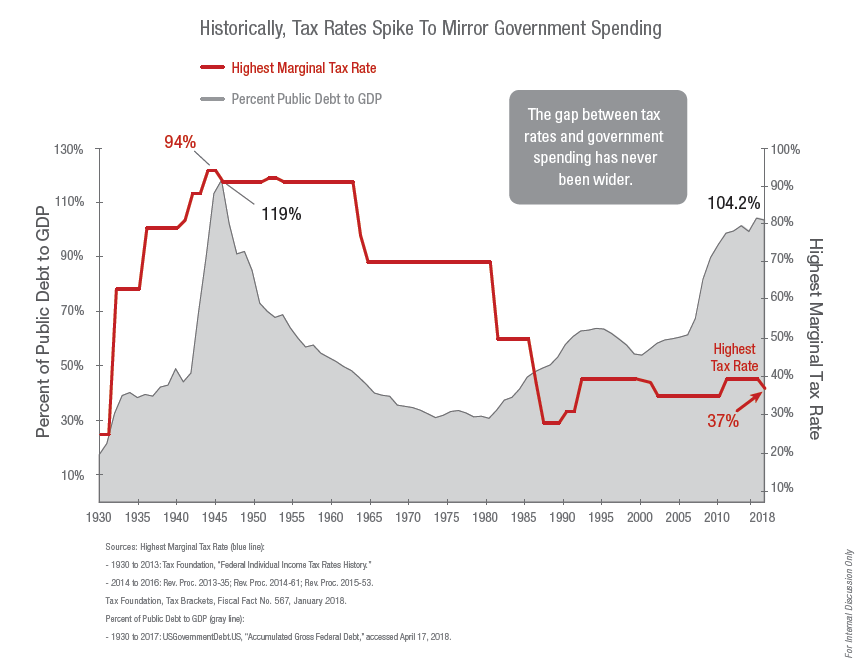 Historically, Tax Rates Spike To Mirror Government Spending
Highest Marginal Tax Rate
Percent Public Debt to GDP
The gap between tax
rates and government
spending has never
been wider.
94%
119%
104.2%
Highest
Tax Rate
37%
Percent of Public Debt to GDP
130%
110%
90%
70%
50%
30%
10%
100%
90%
80%
70%
60%
50%
40%
30%
20%
10%
Highest Marginal Tax Rate
1930 1935 1940 1945 1950 1955 1960 1965 1970 1975 1980 1985 1990 1995 2000 2005 2010 2018
Sources: Highest Marginal Tax Rate (blue line):
- 1930 to 2013: Tax Foundation, "Federal Individual Income Tax Rates History."
- 2014 to 2016: Rev. Proc. 2013-35; Rev. Proc. 2014-61; Rev. Proc. 2015-53.
Tax Foundation, Tax Brackets, Fiscal Fact No. 567, January 2018.
Percent of Public Debt to GDP (gray line):
- 1930 to 2017: USGovernmentDebt.US, "Accumulated Gross Federal Debt," accessed April 17, 2018.
For Internal Discussion Only